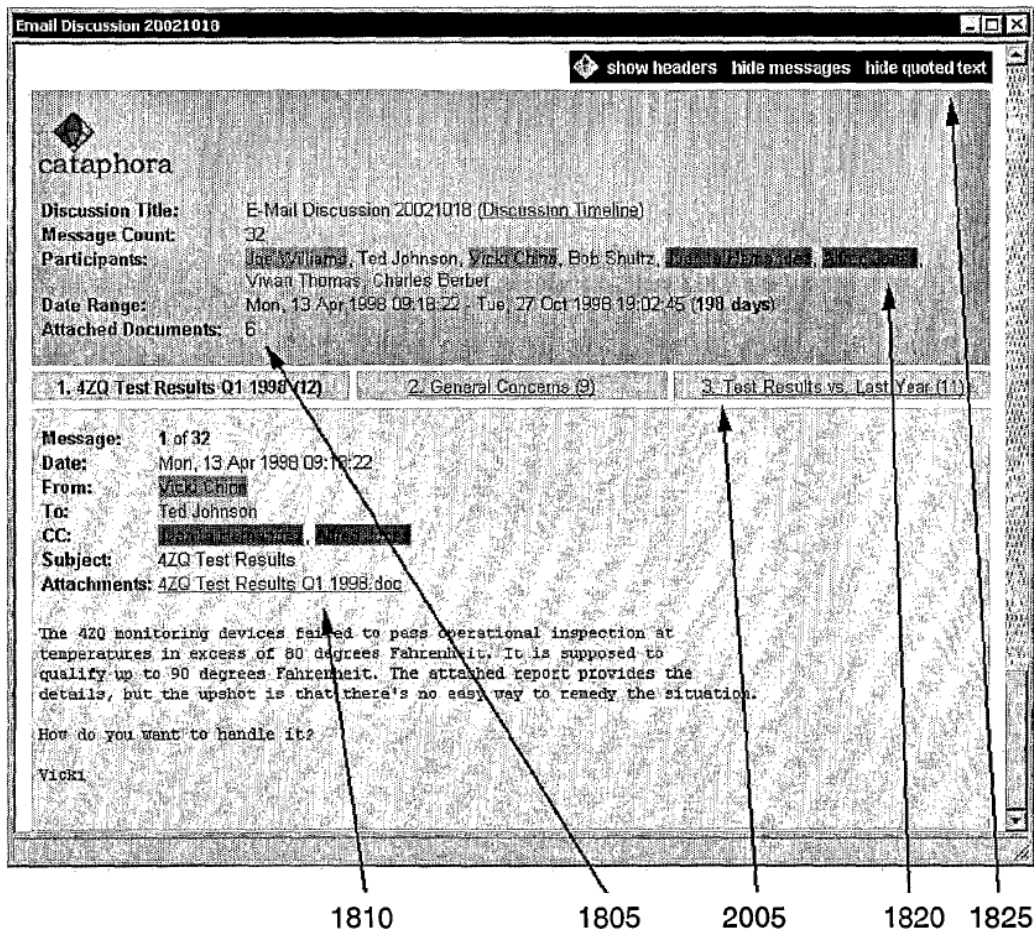 Email Discussion 20021018
show headers hide messages hide quoted text
cataphora
Discussion Title: E-Mail Discussion 20021018 (Discussion Timeline)
Message Count: 32
Participants: Joe Williams, Ted Johnson, Vicki Ching, Bob Shultz,
Vivian Thomas, Charles Berber
Date Range: Mon, 13 Apr 1998 09:18:22 - Tue, 27 Oct 1998 19:02:45 (198 days)
Attached Documents: 6
1. 4ZQ Test Results Q1 1998 (12) 2. General Concerns (9) 3. Test Results vs. Last Year (11)
Message: 1 of 32
Date: Mon, 13 Apr 1998 09:18:22
From: Vicki Ching
To: Ted Johnson
CC:
Subject: 4ZQ Test Results
Attachments: 4ZQ Test Results Q1 1998.doc
The 4ZQ monitoring devices failed to pass operational inspection at
temperatures in excess of 80 degrees Fahrenheit. It is supposed to
qualify up to 90 degrees Fahrenheit. The attached report provides the
details, but the upshot is that there's no easy way to remedy the situation.
How do you want to handle it?
Vicki
1810 1805 2005 1820 1825